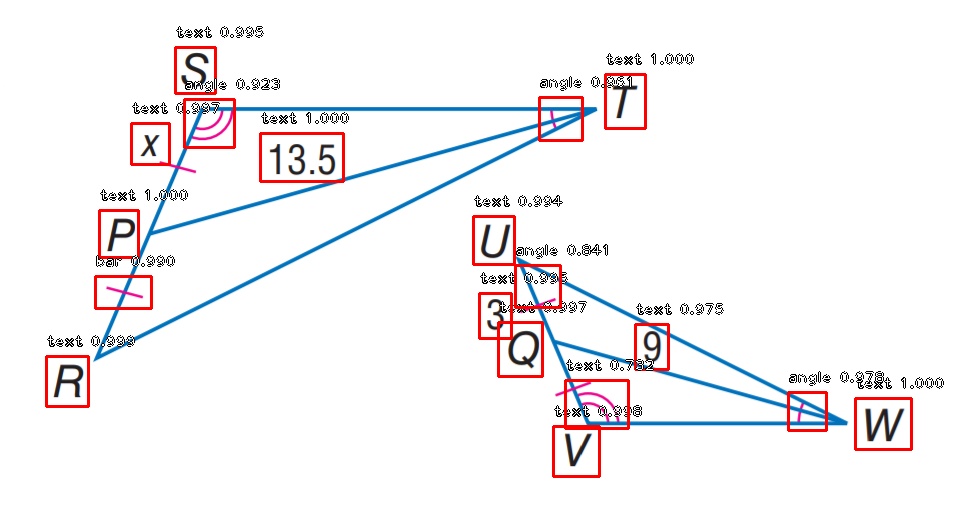 text 0.995
S
angle 0.923
text 1.000
angle 0.961
T
text 0.997
x
text 1.000
13.5
text 1.000
P
text 0.994
U
bar 0.990
angle 0.841
text 0.995
3
text 0.997
Q
text 0.975
9
text 0.999
R
text 0.782
text 0.998
V
angle 0.978
text 1.000
W